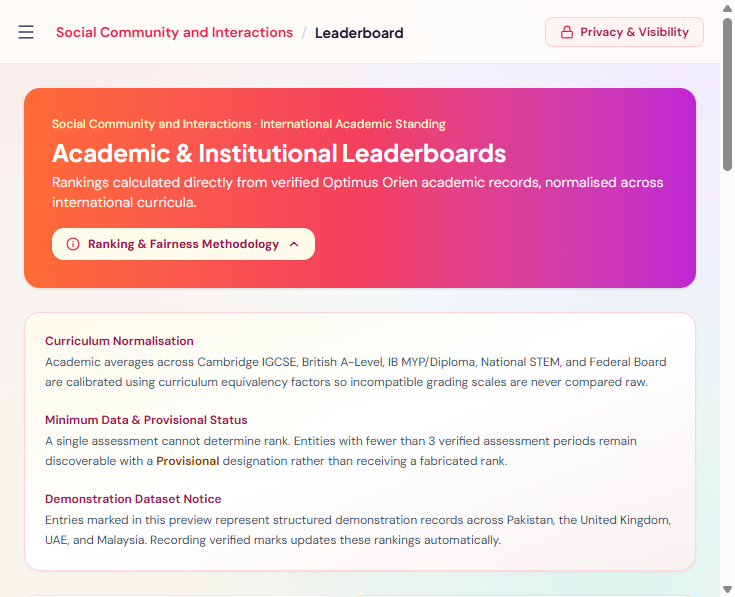 Social Community and Interactions / Leaderboard
Privacy & Visibility
Social Community and Interactions · International Academic Standing
Academic & Institutional Leaderboards
Rankings calculated directly from verified Optimus Orien academic records, normalised across
international curricula.
Ranking & Fairness Methodology
Curriculum Normalisation
Academic averages across Cambridge IGCSE, British A-Level, IB MYP/Diploma, National STEM, and Federal Board
are calibrated using curriculum equivalency factors so incompatible grading scales are never compared raw.
Minimum Data & Provisional Status
A single assessment cannot determine rank. Entities with fewer than 3 verified assessment periods remain
discoverable with a Provisional designation rather than receiving a fabricated rank.
Demonstration Dataset Notice
Entries marked in this preview represent structured demonstration records across Pakistan, the United Kingdom,
UAE, and Malaysia. Recording verified marks updates these rankings automatically.